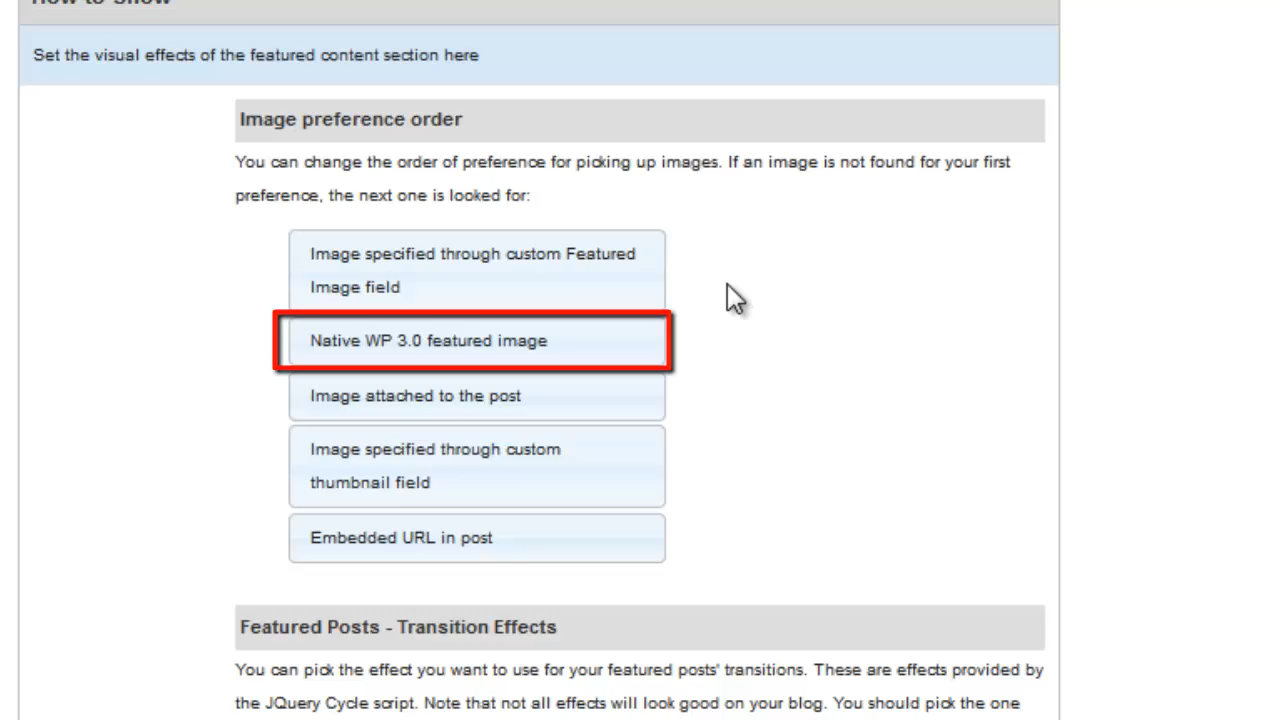 How to Show
Set the visual effects of the featured content section here
Image preference order
You can change the order of preference for picking up images. If an image is not found for your first
preference, the next one is looked for:
Image specified through custom Featured
Image field
Native WP 3.0 featured image
Image attached to the post
Image specified through custom
thumbnail field
Embedded URL in post
Featured Posts - Transition Effects
You can pick the effect you want to use for your featured posts' transitions. These are effects provided by
the JQuery Cycle script. Note that not all effects will look good on your blog. You should pick the one